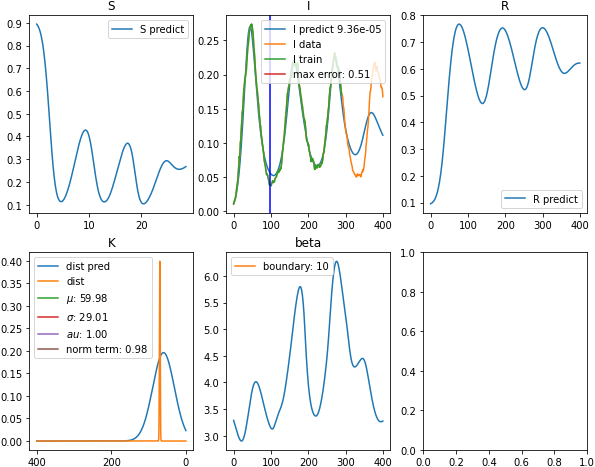 S
I
R
S predict
I predict 9.36e-05
I data
I train
max error: 0.51
R predict
0.9
0.8
0.7
0.6
0.5
0.4
0.3
0.2
0.1
0 10 20
0.25
0.20
0.15
0.10
0.05
0.00
0 100 200 300 400
0.8
0.7
0.6
0.5
0.4
0.3
0.2
0.1
0 100 200 300 400
K
beta
dist pred
dist
μ: 59.98
σ: 29.01
au: 1.00
norm term: 0.98
boundary: 10
0.40
0.35
0.30
0.25
0.20
0.15
0.10
0.05
0.00
400 200 0
6.0
5.5
5.0
4.5
4.0
3.5
3.0
0 100 200 300 400
1.0
0.8
0.6
0.4
0.2
0.0
0.0 0.2 0.4 0.6 0.8 1.0